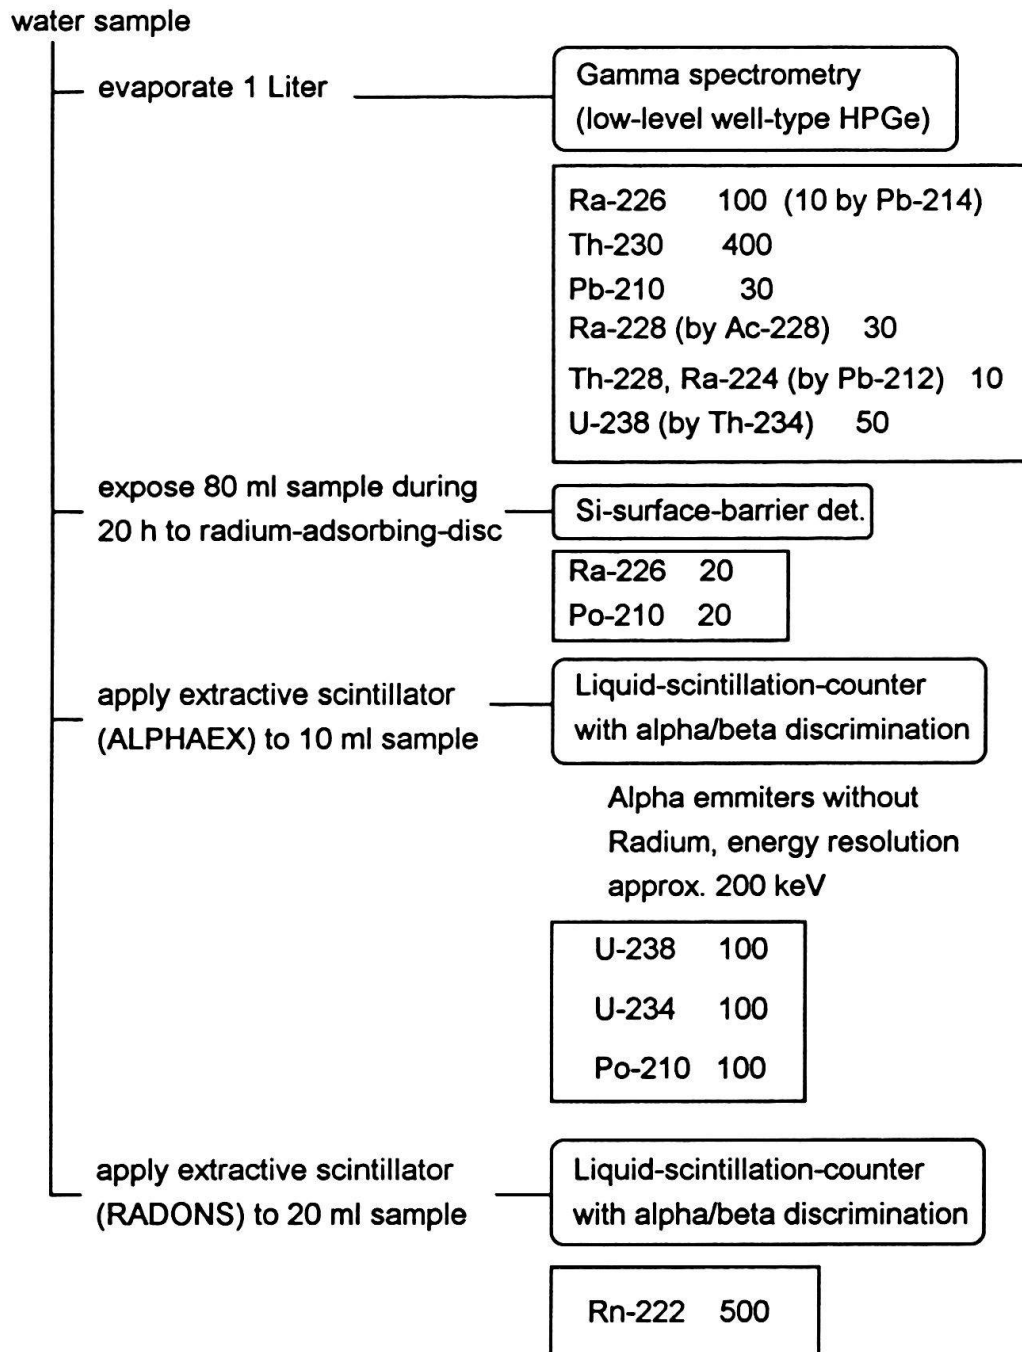 water sample
evaporate 1 Liter
Gamma spectrometry
(low-level well-type HPGe)
Ra-226 100 (10 by Pb-214)
Th-230 400
Pb-210 30
Ra-228 (by Ac-228) 30
Th-228, Ra-224 (by Pb-212) 10
U-238 (by Th-234) 50
expose 80 ml sample during
20 h to radium-adsorbing-disc
Si-surface-barrier det.
Ra-226 20
Po-210 20
apply extractive scintillator
(ALPHAEX) to 10 ml sample
Liquid-scintillation-counter
with alpha/beta discrimination
Alpha emmiters without
Radium, energy resolution
approx. 200 keV
U-238 100
U-234 100
Po-210 100
apply extractive scintillator
(RADONS) to 20 ml sample
Liquid-scintillation-counter
with alpha/beta discrimination
Rn-222 500